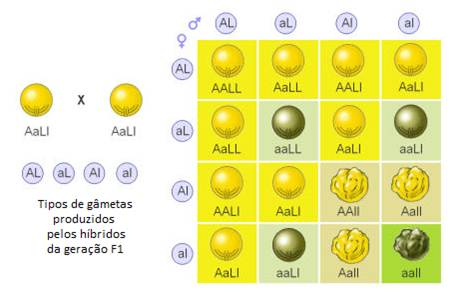 AL aL Al al
AL
AALL AaLL AALl AaLl
AaLl X AaLl
aL
AaLL aaLL AaLl aaLl
AL aL Al al
Tipos de gâmetas
produzidos
pelos híbridos
da geração F1
Al
AALl AaLl AAll Aall
al
AaLl aaLl Aall aall